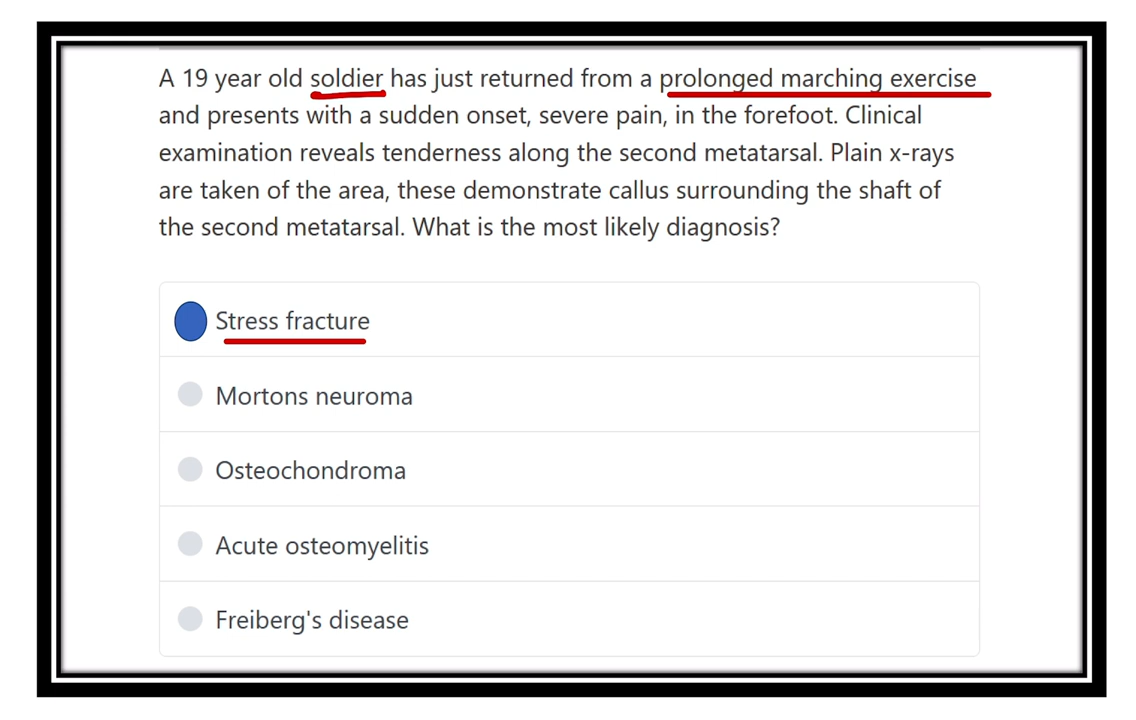 A 19 year old soldier has just returned from a prolonged marching exercise
and presents with a sudden onset, severe pain, in the forefoot. Clinical
examination reveals tenderness along the second metatarsal. Plain x-rays
are taken of the area, these demonstrate callus surrounding the shaft of
the second metatarsal. What is the most likely diagnosis?
Stress fracture
Mortons neuroma
Osteochondroma
Acute osteomyelitis
Freiberg's disease